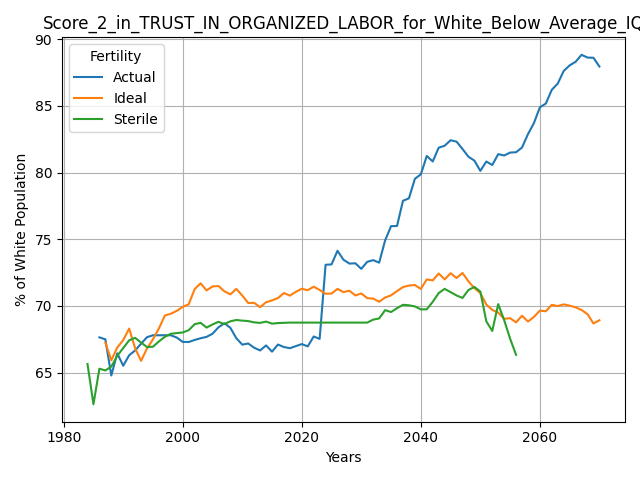 Score_2_in_TRUST_IN_ORGANIZED_LABOR_for_White_Below_Average_IQ
Fertility
Actual
Ideal
Sterile
90
85
80
75
70
65
% of White Population
1980
2000
2020
2040
2060
Years